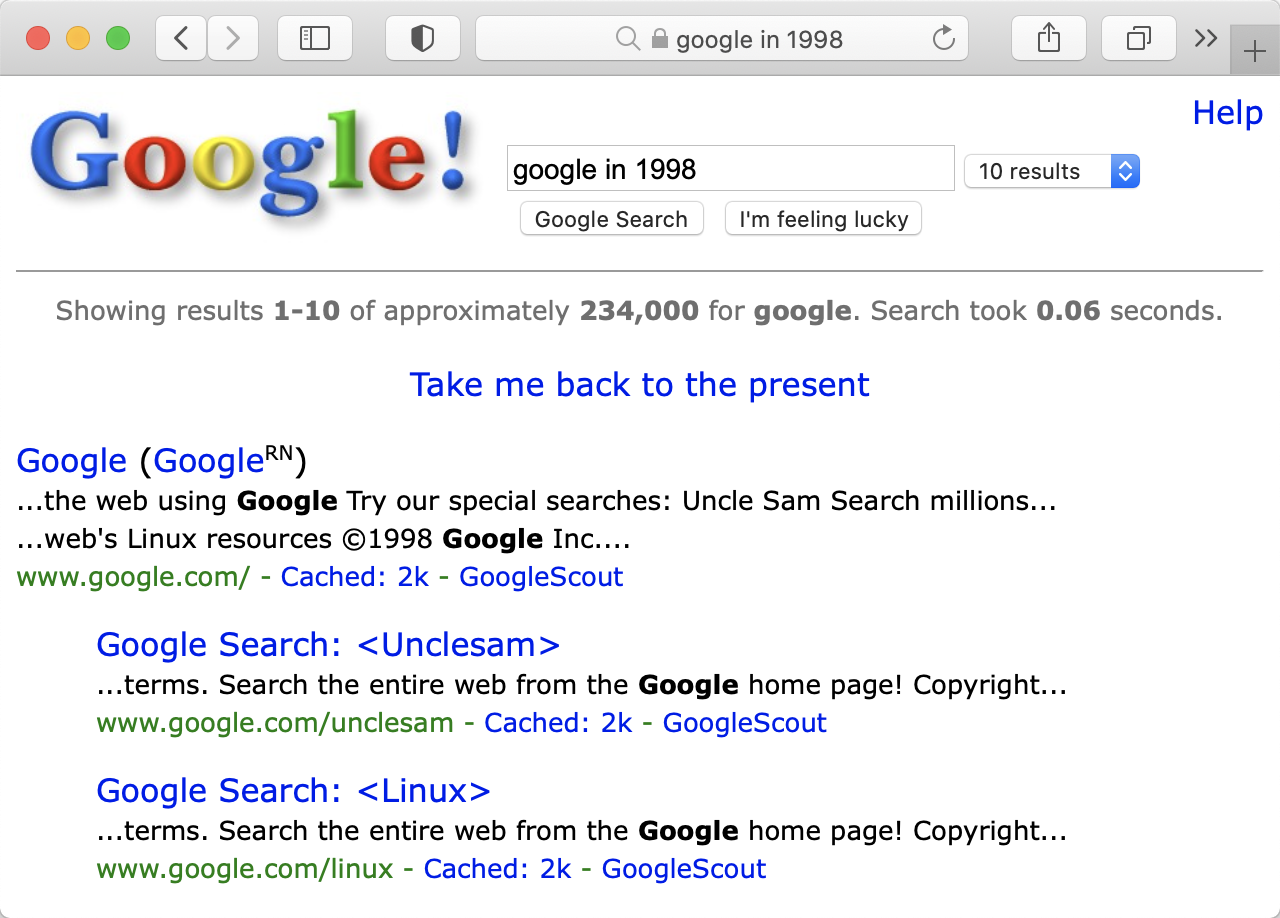 google in 1998
Google!
Help
google in 1998
10 results
Google Search
I'm feeling lucky
Showing results 1-10 of approximately 234,000 for google. Search took 0.06 seconds.
Take me back to the present
Google (GoogleRN)
...the web using Google Try our special searches: Uncle Sam Search millions...
...web's Linux resources ©1998 Google Inc....
www.google.com/ - Cached: 2k - GoogleScout
Google Search: <Unclesam>
...terms. Search the entire web from the Google home page! Copyright...
www.google.com/unclesam - Cached: 2k - GoogleScout
Google Search: <Linux>
...terms. Search the entire web from the Google home page! Copyright...
www.google.com/linux - Cached: 2k - GoogleScout